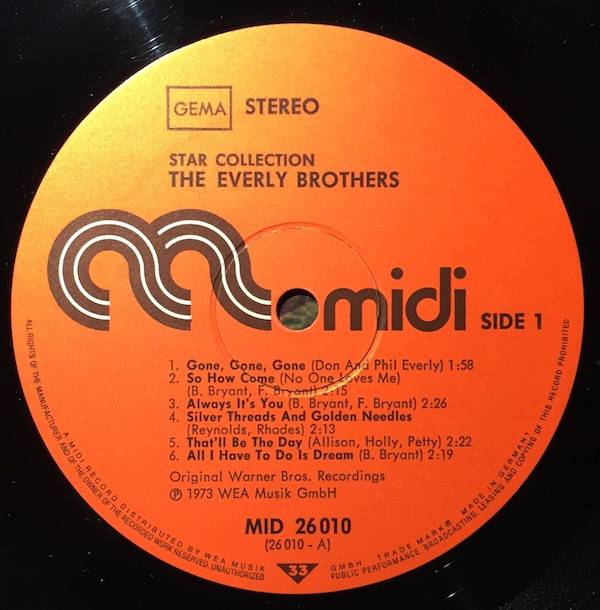 GEMA STEREO
STAR COLLECTION
THE EVERLY BROTHERS
midi SIDE 1
1. Gone, Gone, Gone (Don And Phil Everly) 1:58
2. So How Come (No One Loves Me)
(B. Bryant, F. Bryant) 2:15
3. Always It's You (B. Bryant, F. Bryant) 2:26
4. Silver Threads And Golden Needles
(Reynolds, Rhodes) 2:13
5. That'll Be The Day (Allison, Holly, Petty) 2:22
6. All I Have To Do Is Dream (B. Bryant) 2:19
Original Warner Bros. Recordings
Ⓟ 1973 WEA Musik GmbH
MID 26 010
(26 010 - A)
33
ALL RIGHTS OF THE MANUFACTURER AND OF THE OWNER OF THE RECORDED WORK RESERVED. UNAUTHORIZED PUBLIC PERFORMANCE. BROADCASTING, LEASING AND COPYING OF THIS RECORD PROHIBITED
A MIDI RECORD DISTRIBUTED BY WEA MUSIK GMBH. TRADE MARK® MADE IN GERMANY